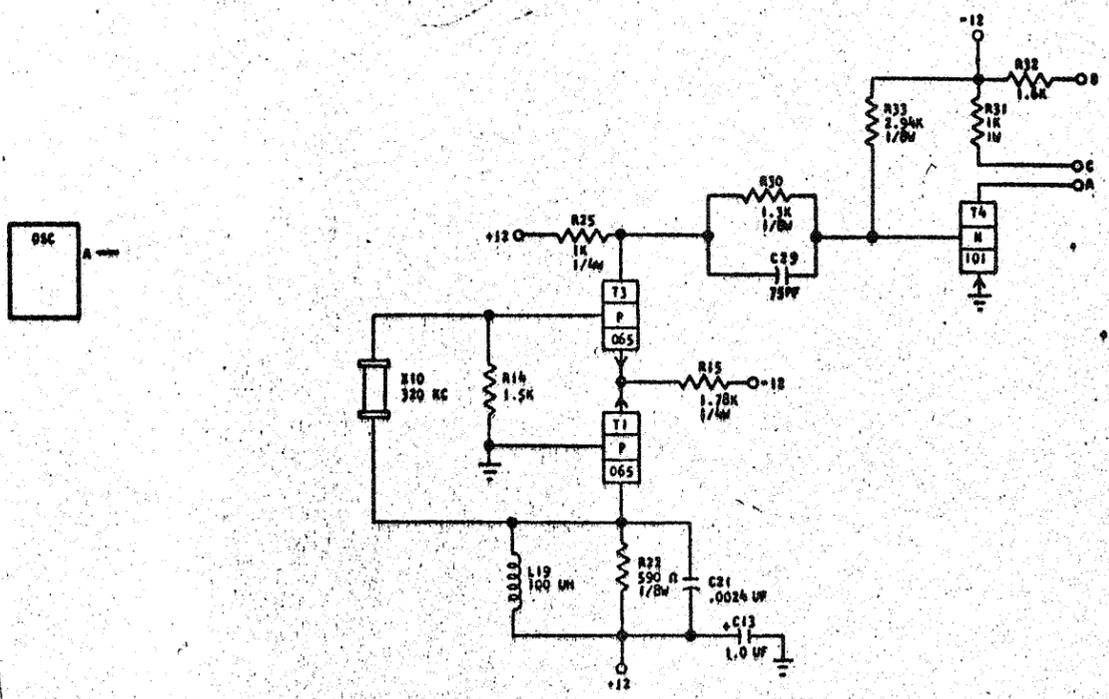 -12
R32
1.6K
B
R33
2.94K
1/8W
R31
1K
1W
C
A
R30
1.3K
1/8W
C29
75PF
T4
N
101
OSC
A
+12
R25
1K
1/4W
T3
P
065
X10
320 KC
R14
1.5K
R15
1.78K
1/4W
-12
T1
P
065
L19
100 UH
R22
590 Ω
1/8W
C21
.0024 UF
+C13
1.0 UF
+12